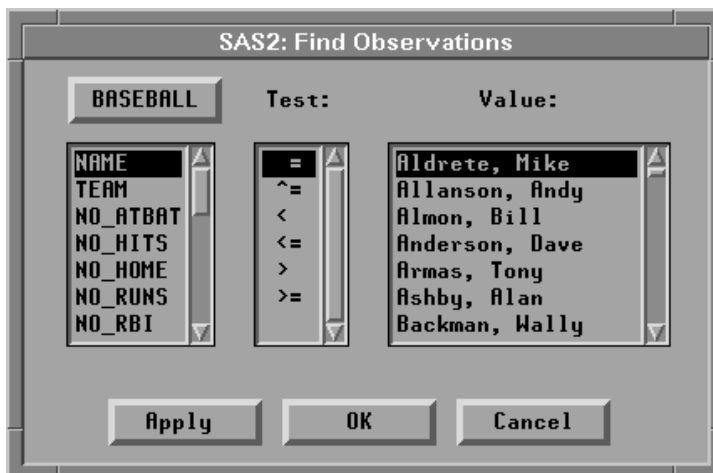 SAS2: Find Observations
BASEBALL Test: Value:
NAME = Aldrete, Mike
TEAM ^= Allanson, Andy
NO_ATBAT < Almon, Bill
NO_HITS <= Anderson, Dave
NO_HOME > Armas, Tony
NO_RUNS >= Ashby, Alan
NO_RBI Backman, Wally
Apply OK Cancel